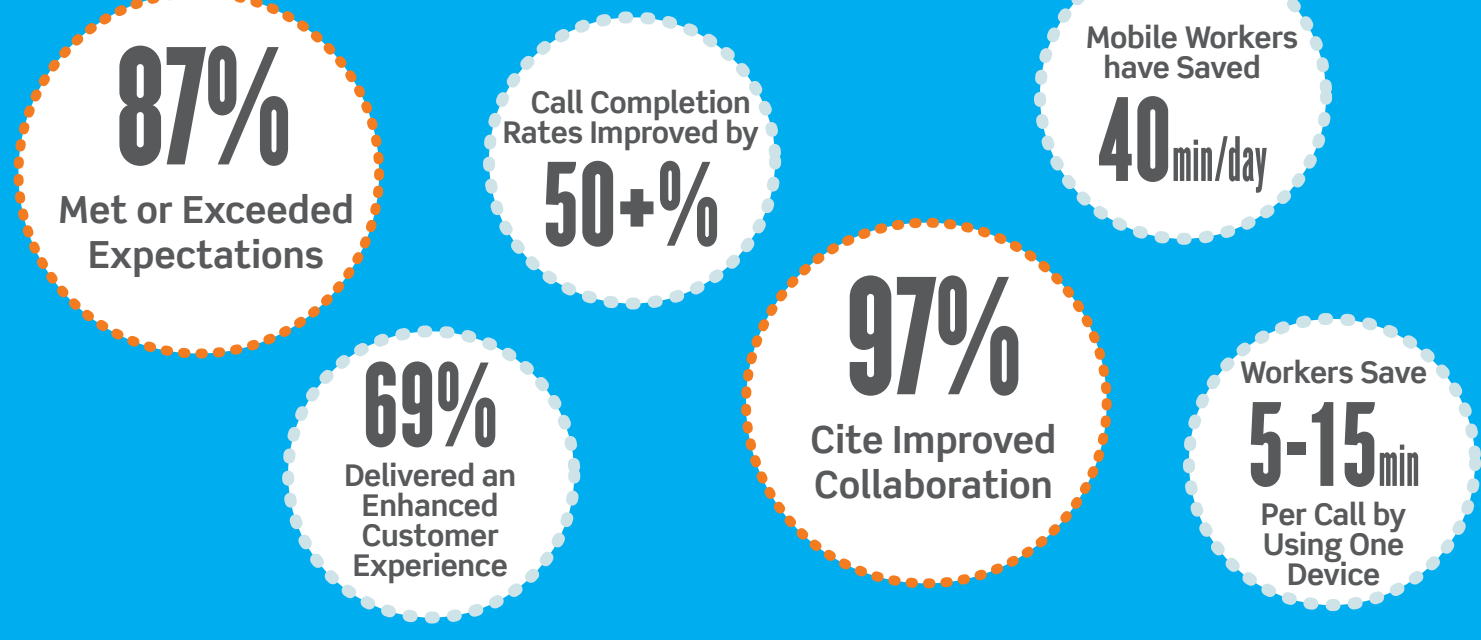 87%
Met or Exceeded
Expectations
Call Completion
Rates Improved by
50+%
Mobile Workers
have Saved
40min/day
69%
Delivered an
Enhanced
Customer
Experience
97%
Cite Improved
Collaboration
Workers Save
5-15min
Per Call by
Using One
Device